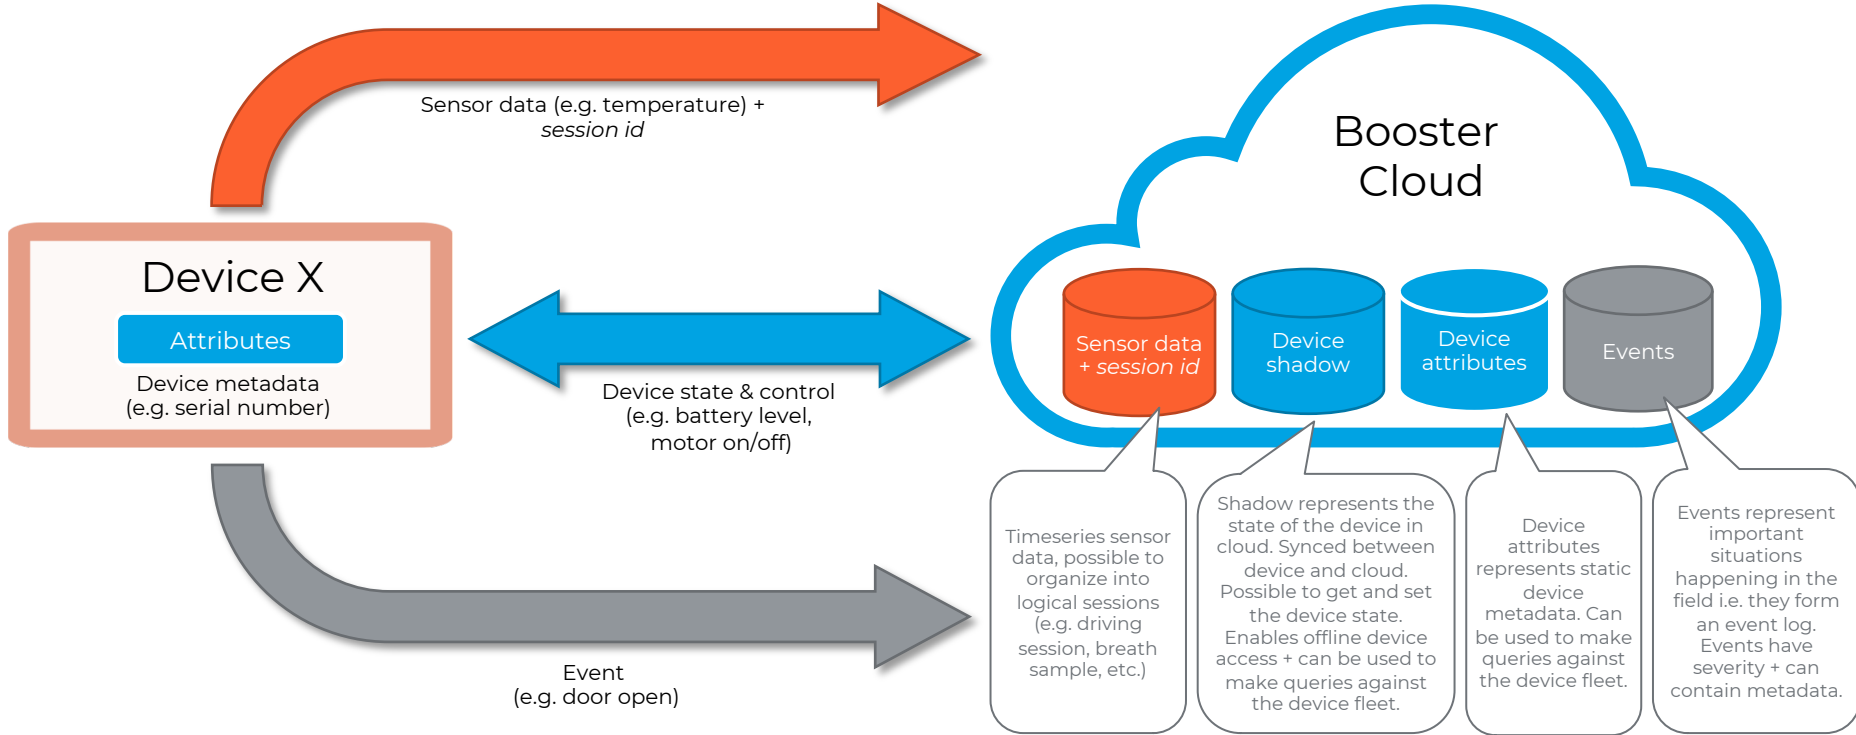 Sensor data (e.g. temperature) +
session id
Booster
Cloud
Device X
Attributes
Device metadata
(e.g. serial number)
Device state & control
(e.g. battery level,
motor on/off)
Event
(e.g. door open)
Sensor data
+ session id
Device
shadow
Device
attributes
Events
Timeseries sensor
data, possible to
organize into
logical sessions
(e.g. driving
session, breath
sample, etc.)
Shadow represents the
state of the device in
cloud. Synced between
device and cloud.
Possible to get and set
the device state.
Enables offline device
access + can be used to
make queries against
the device fleet.
Device
attributes
represents static
device
metadata. Can
be used to make
queries against
the device fleet.
Events represent
important
situations
happening in the
field i.e. they form
an event log.
Events have
severity + can
contain metadata.